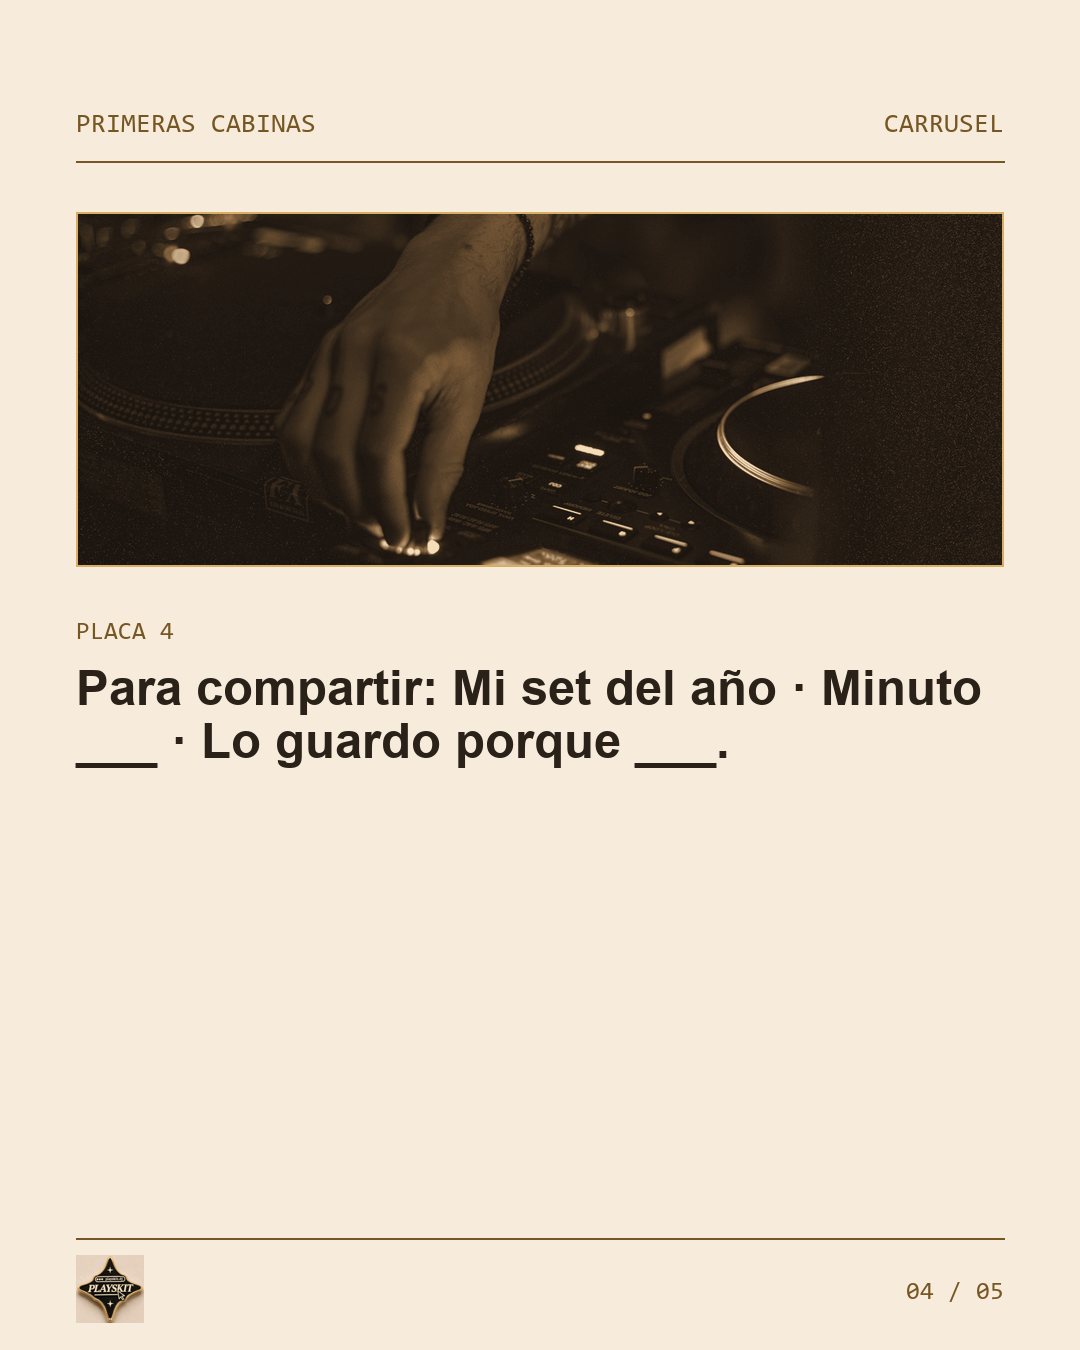 PRIMERAS CABINAS
CARRUSEL
PLACA 4
Para compartir: Mi set del año · Minuto
___ · Lo guardo porque ___.
PLAYSKIT
04 / 05